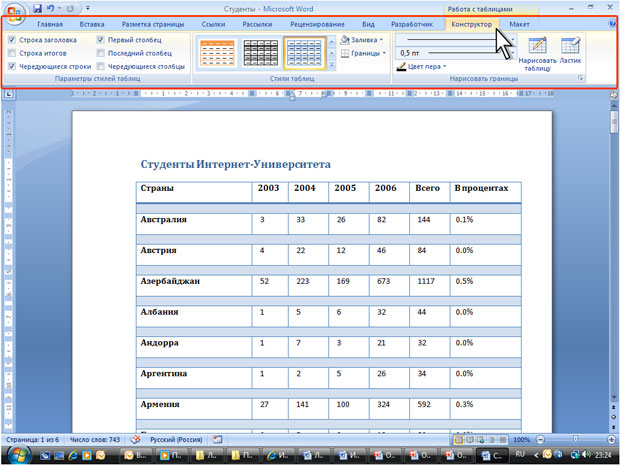 Студенты - Microsoft Word
Работа с таблицами
Главная Вставка Разметка страницы Ссылки Рассылки Рецензирование Вид Разработчик Конструктор Макет
Строка заголовка Первый столбец
Строка итогов Последний столбец
Чередующиеся строки Чередующиеся столбцы
Параметры стилей таблиц
Стили таблиц
Заливка
Границы
0,5 пт
Цвет пера
Нарисовать таблицу
Ластик
Нарисовать границы
Студенты Интернет-Университета
Страны 2003 2004 2005 2006 Всего В процентах
Австралия 3 33 26 82 144 0.1%
Австрия 4 22 12 46 84 0.0%
Азербайджан 52 223 169 673 1117 0.5%
Албания 1 5 6 32 44 0.0%
Андорра 1 7 3 21 32 0.0%
Аргентина 1 2 5 26 34 0.0%
Армения 27 141 100 324 592 0.3%
Страница: 1 из 6 Число слов: 743 Русский (Россия) 100%
RU 23:24